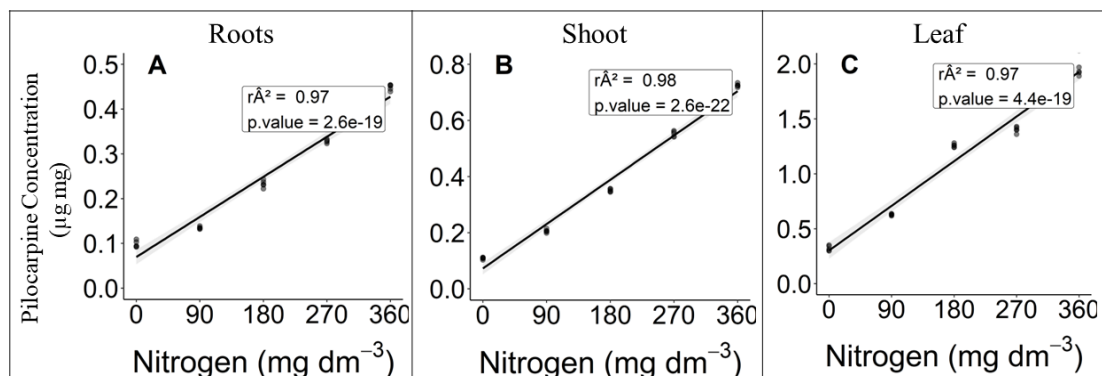 Roots
Shoot
Leaf
Pilocarpine Concentration
(µg mg)
A
rÂ² = 0.97
p.value = 2.6e-19
0.5
0.4
0.3
0.2
0.1
0.0
0 90 180 270 360
Nitrogen (mg dm⁻³)
B
rÂ² = 0.98
p.value = 2.6e-22
0.8
0.6
0.4
0.2
0.0
0 90 180 270 360
Nitrogen (mg dm⁻³)
C
rÂ² = 0.97
p.value = 4.4e-19
2.0
1.5
1.0
0.5
0.0
0 90 180 270 360
Nitrogen (mg dm⁻³)